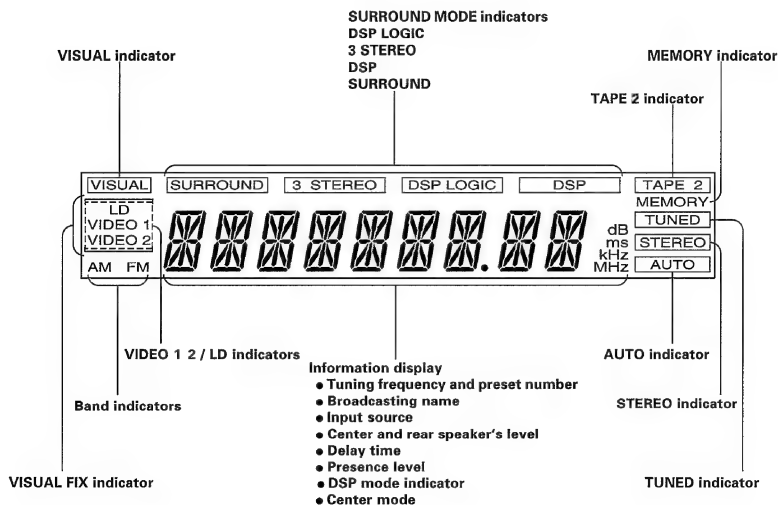 SURROUND MODE indicators
DSP LOGIC
3 STEREO
DSP
SURROUND
VISUAL indicator
MEMORY indicator
TAPE 2 indicator
VISUAL SURROUND 3 STEREO DSP LOGIC DSP TAPE 2
MEMORY
LD
VIDEO 1
VIDEO 2
TUNED
dB
ms
kHz
MHz
STEREO
AM FM
AUTO
VIDEO 1 2 / LD indicators
Band indicators
VISUAL FIX indicator
Information display
• Tuning frequency and preset number
• Broadcasting name
• Input source
• Center and rear speaker's level
• Delay time
• Presence level
• DSP mode indicator
• Center mode
AUTO indicator
STEREO indicator
TUNED indicator